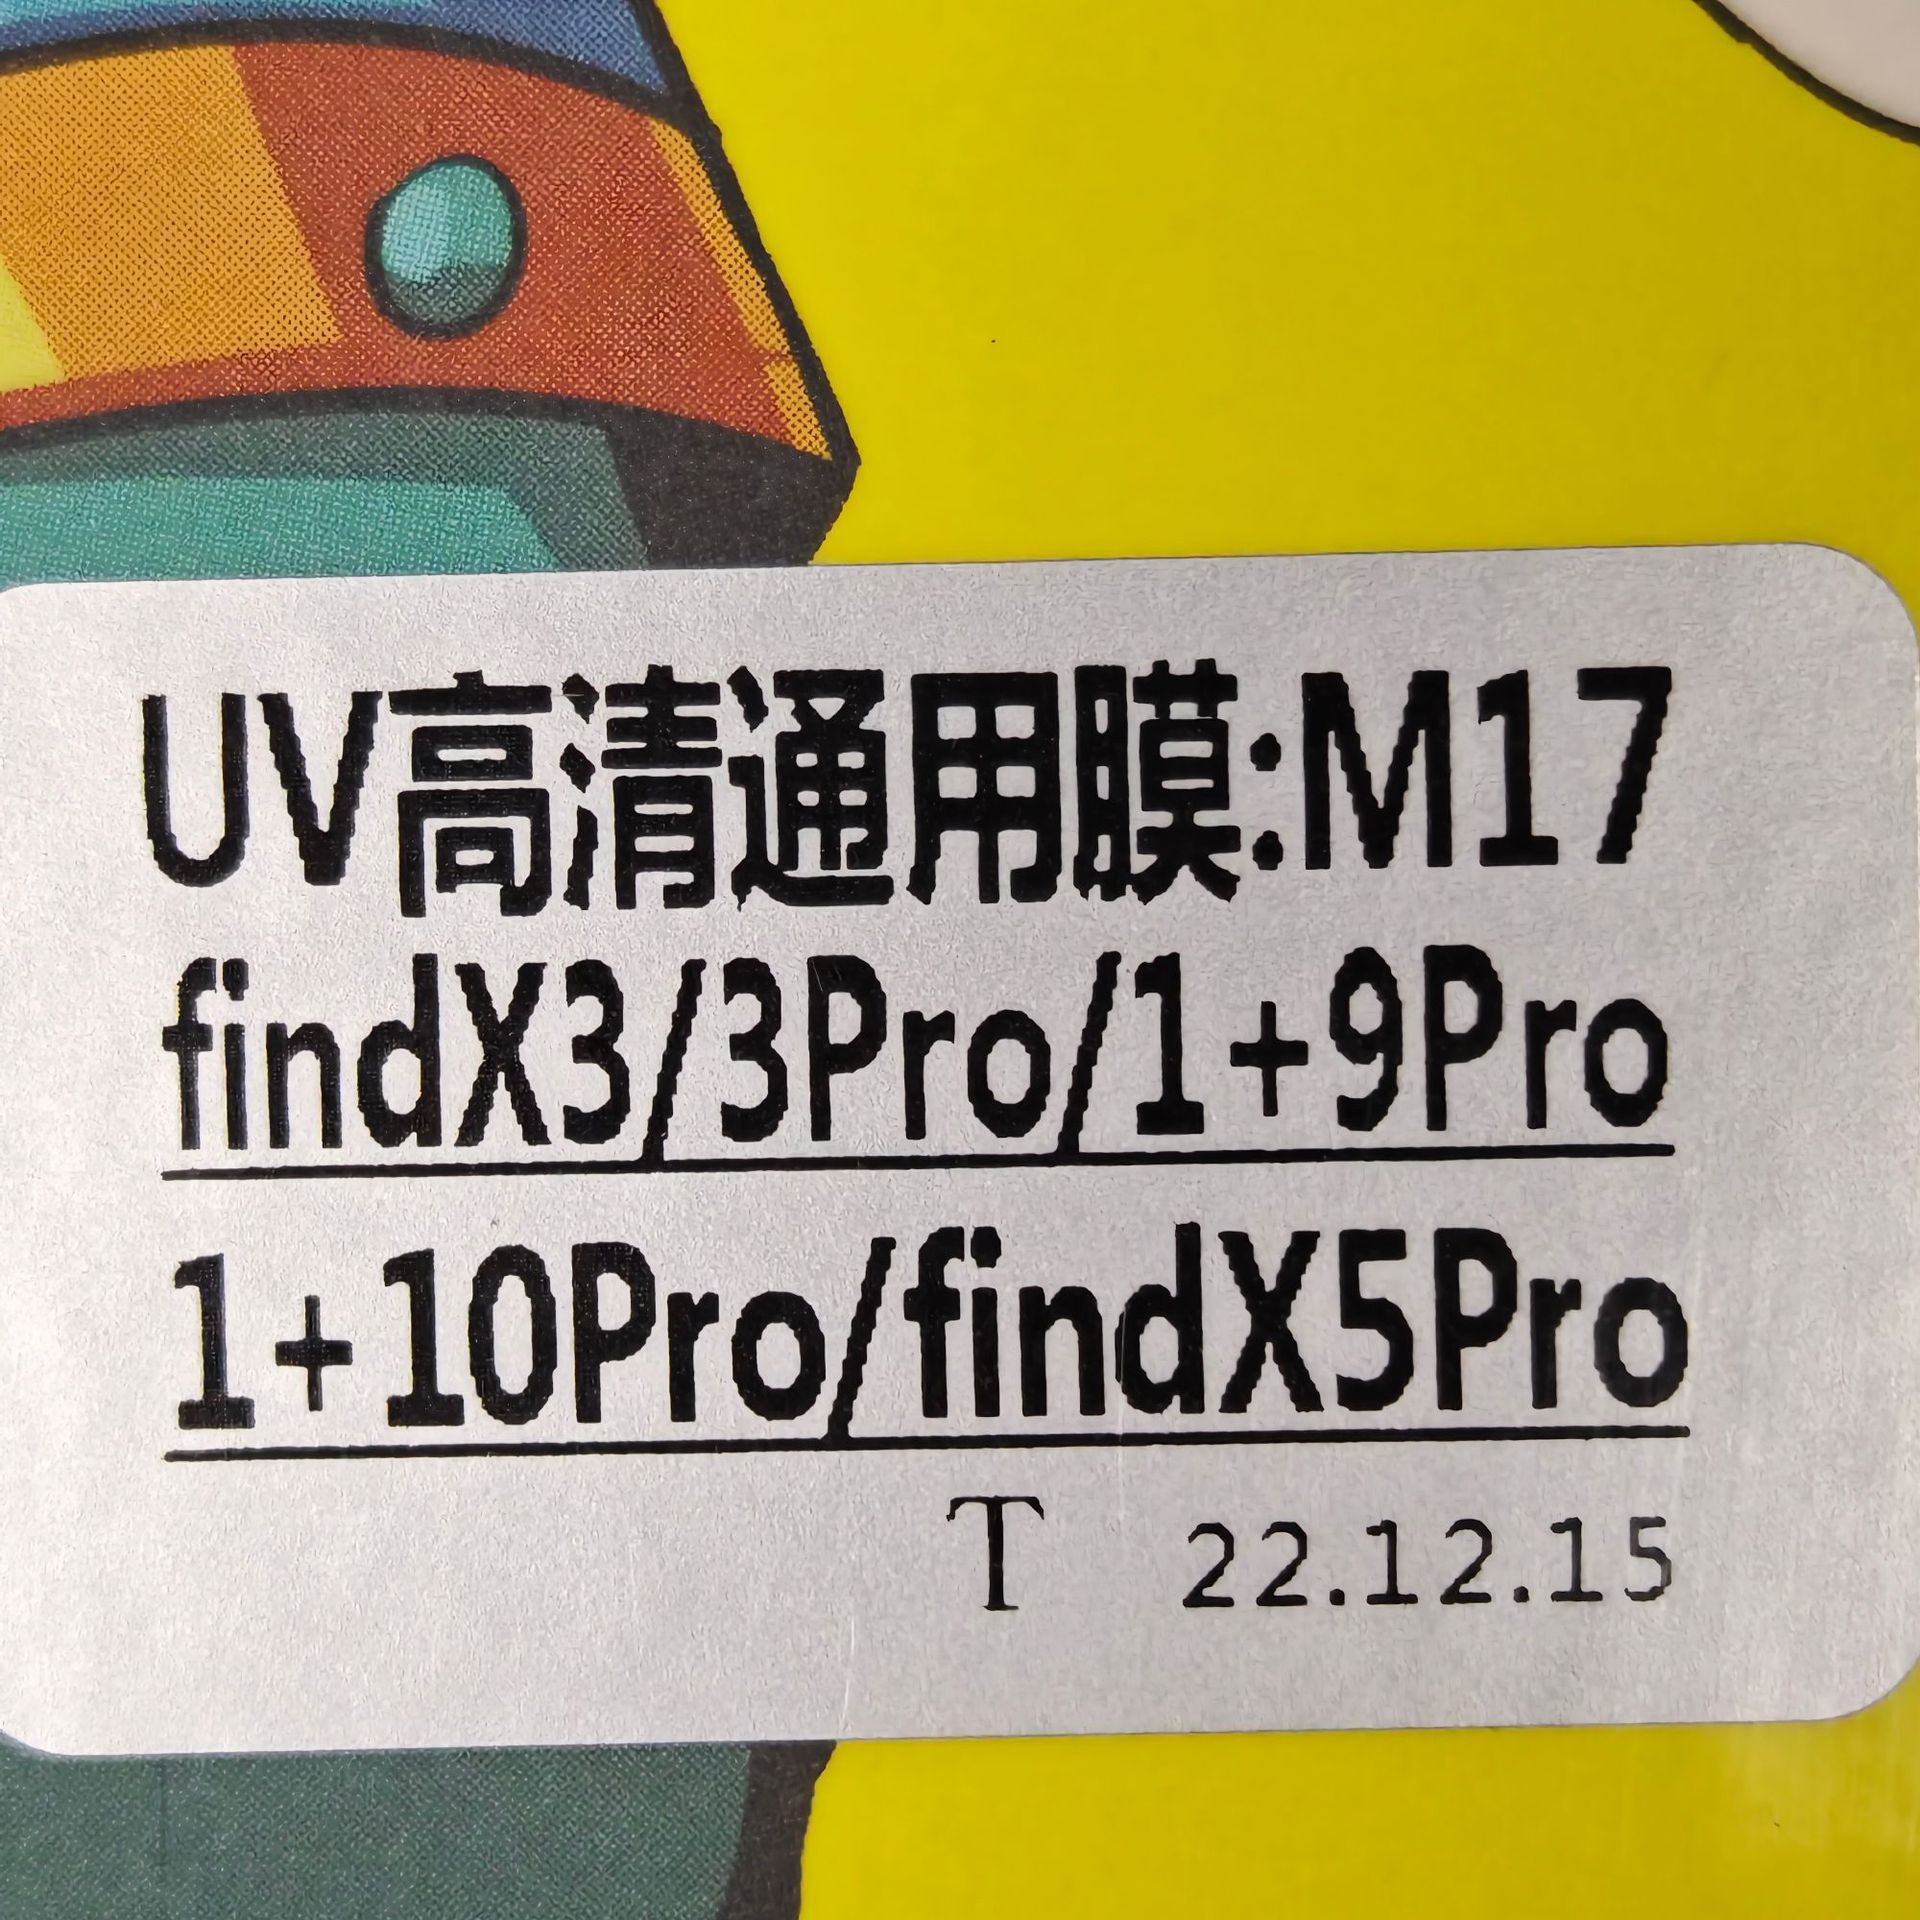 UV高清通用膜:M17
findX3/3Pro/1+9Pro
1+10Pro/findX5Pro
T 22.12.15